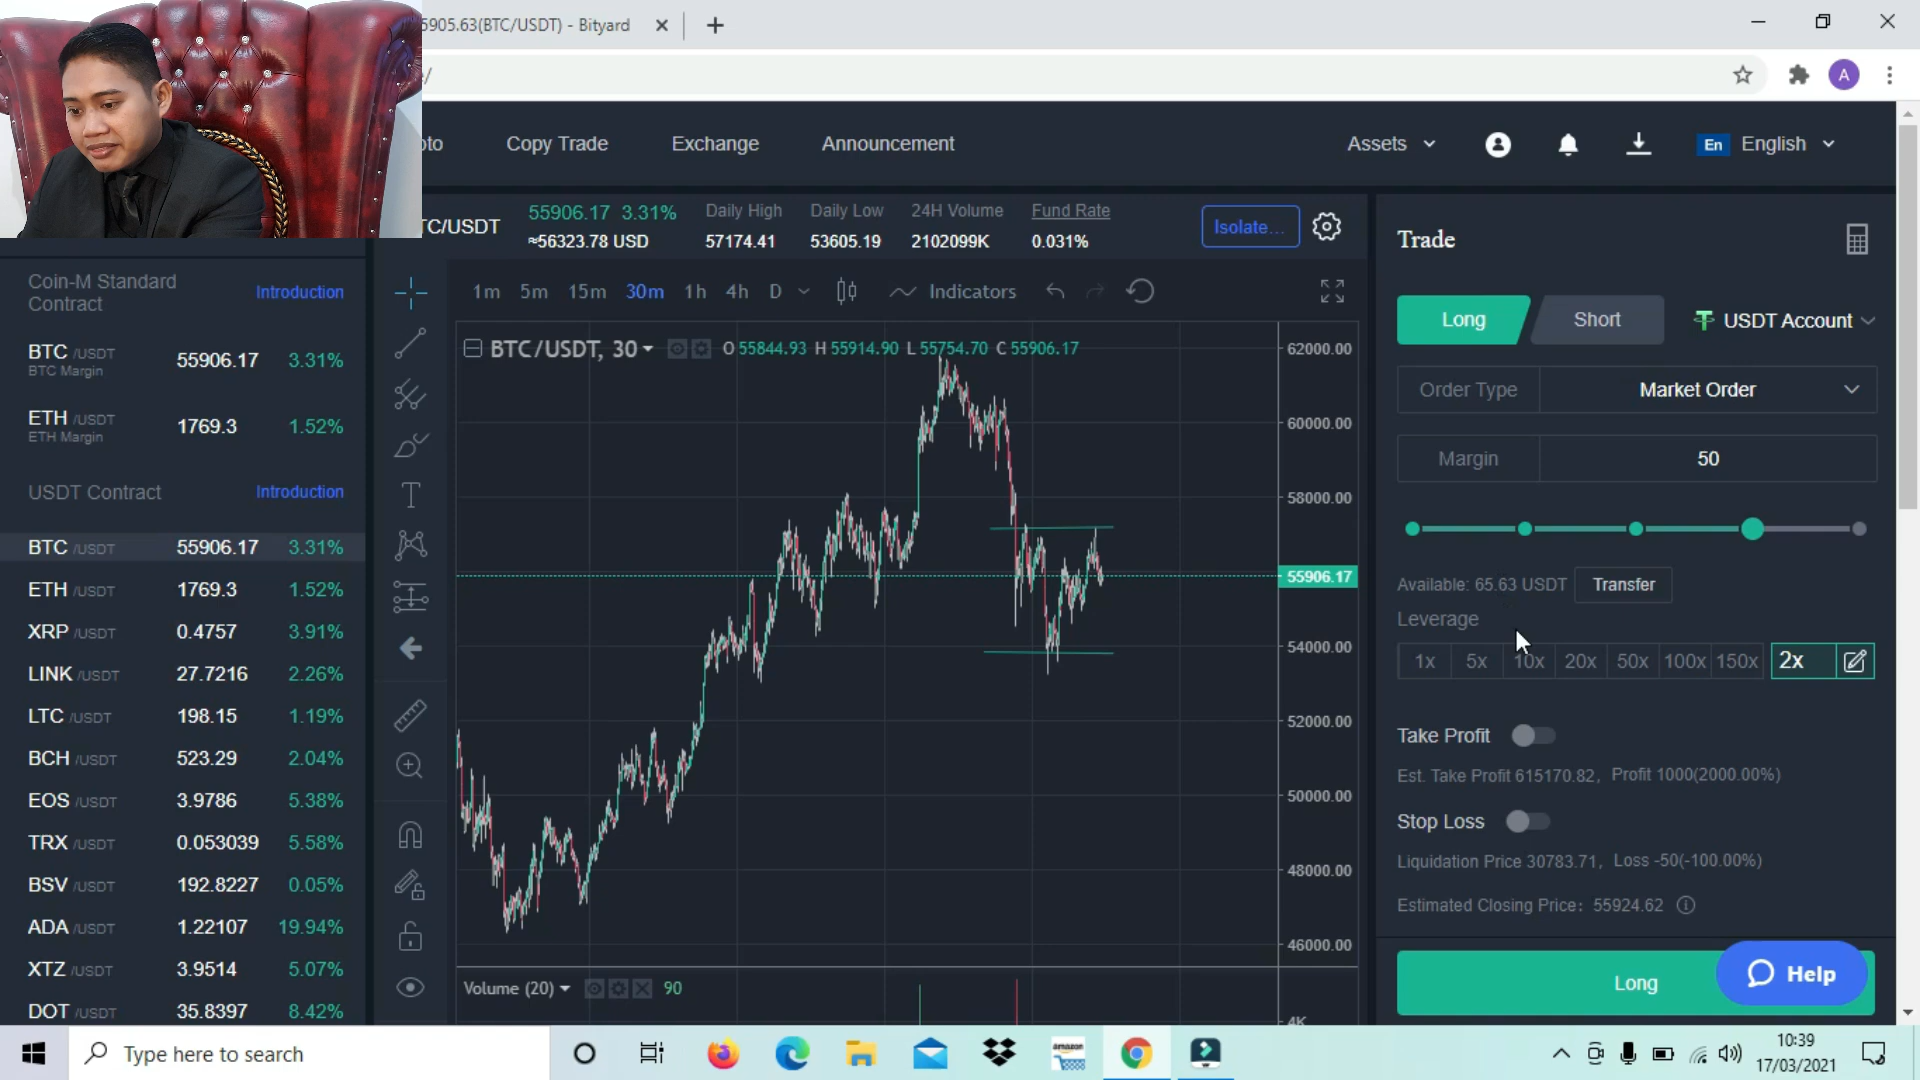 5905.63(BTC/USDT) - Bityard
/
oto Copy Trade Exchange Announcement Assets En English
TC/USDT 55906.17 3.31% Daily High Daily Low 24H Volume Fund Rate
≈56323.78 USD 57174.41 53605.19 2102099K 0.031%
Isolate...
Coin-M Standard Contract Introduction
BTC /USDT 55906.17 3.31%
BTC Margin
ETH /USDT 1769.3 1.52%
ETH Margin
USDT Contract Introduction
BTC /USDT 55906.17 3.31%
ETH /USDT 1769.3 1.52%
XRP /USDT 0.4757 3.91%
LINK /USDT 27.7216 2.26%
LTC /USDT 198.15 1.19%
BCH /USDT 523.29 2.04%
EOS /USDT 3.9786 5.38%
TRX /USDT 0.053039 5.58%
BSV /USDT 192.8227 0.05%
ADA /USDT 1.22107 19.94%
XTZ /USDT 3.9514 5.07%
DOT /USDT 35.8397 8.42%
1m 5m 15m 30m 1h 4h D Indicators
BTC/USDT, 30 O 55844.93 H 55914.90 L 55754.70 C 55906.17
62000.00
60000.00
58000.00
55906.17
54000.00
52000.00
50000.00
48000.00
46000.00
Volume (20) 90
4K
Trade
Long Short USDT Account
Order Type Market Order
Margin 50
Available: 65.63 USDT Transfer
Leverage
1x 5x 10x 20x 50x 100x 150x 2x
Take Profit
Est. Take Profit 615170.82, Profit 1000(2000.00%)
Stop Loss
Liquidation Price 30783.71, Loss -50(-100.00%)
Estimated Closing Price: 55924.62
Long
Help
Type here to search
amazon
10:39
17/03/2021
A
T